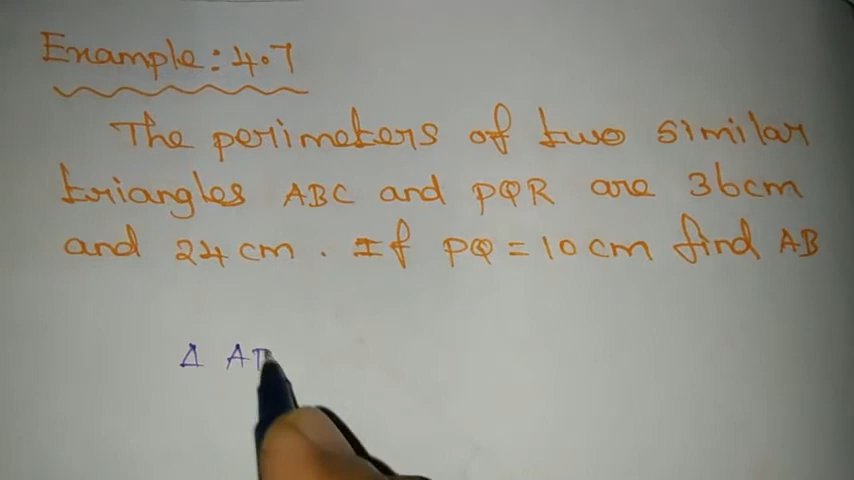 Example: 4.7
The perimeters of two similar
triangles ABC and PQR are 36cm
and 24 cm. If PQ = 10 cm find AB
Δ A